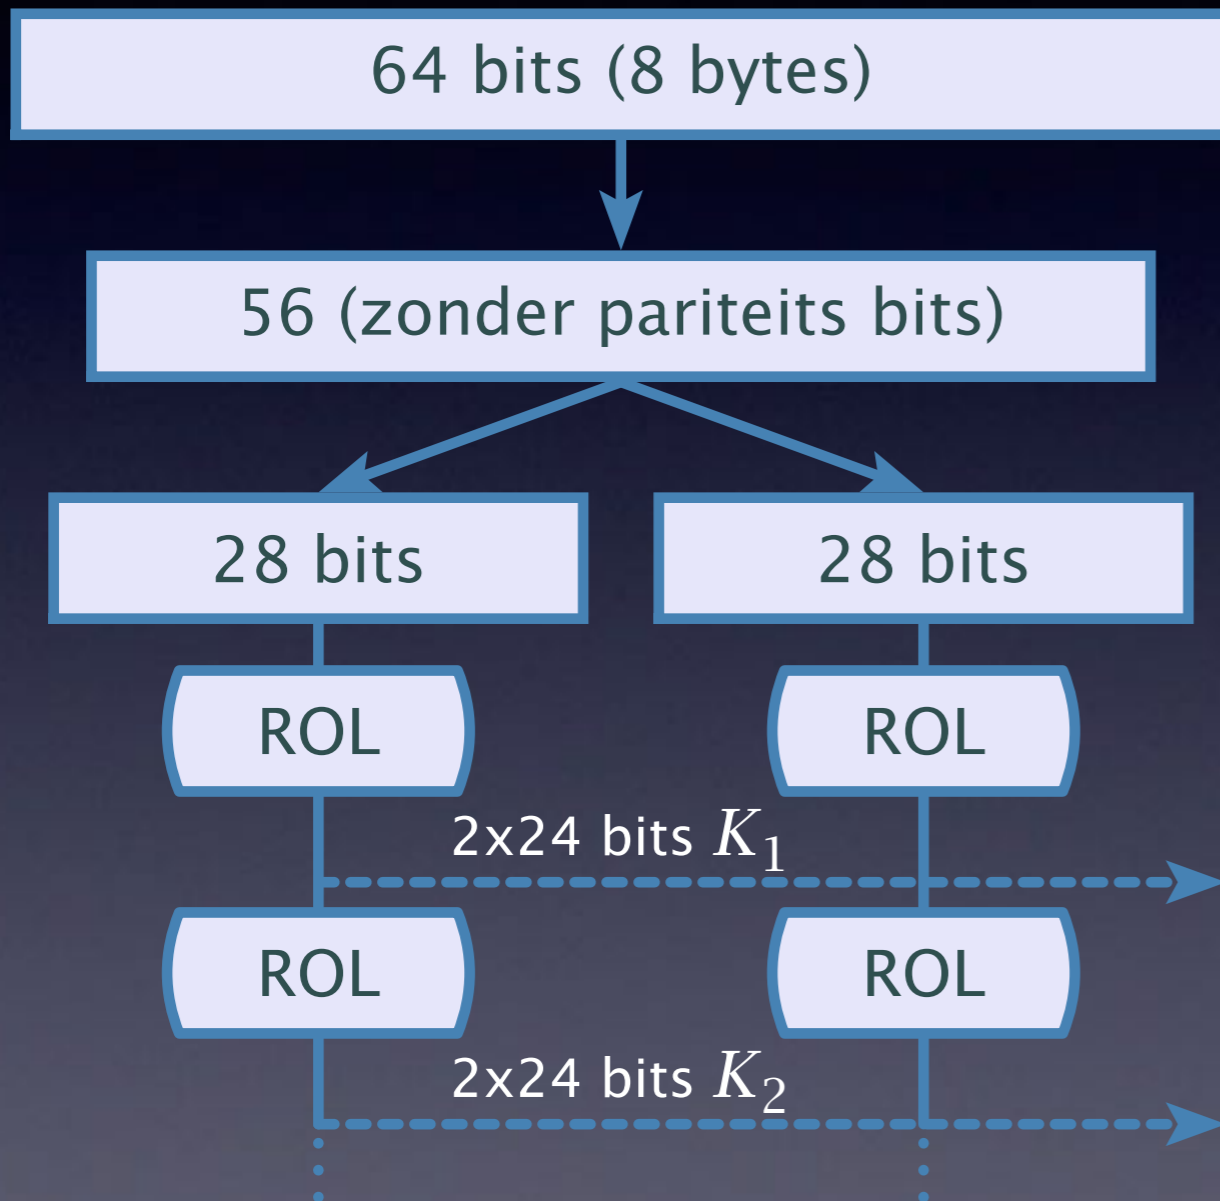 64 bits (8 bytes)
56 (zonder pariteits bits)
28 bits
28 bits
ROL
ROL
2x24 bits K₁
ROL
ROL
2x24 bits K₂